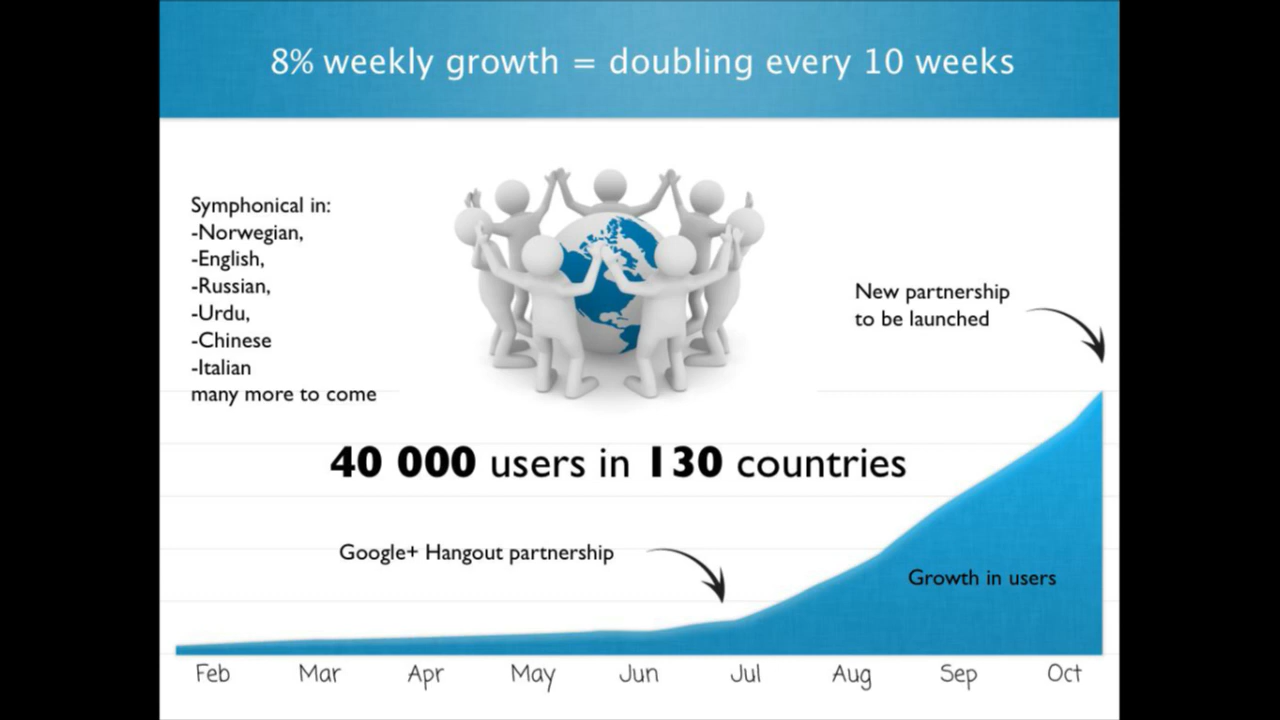 8% weekly growth = doubling every 10 weeks
Symphonical in:
-Norwegian,
-English,
-Russian,
-Urdu,
-Chinese
-Italian
many more to come
New partnership
to be launched
40 000 users in 130 countries
Google+ Hangout partnership
Growth in users
Feb Mar Apr May Jun Jul Aug Sep Oct